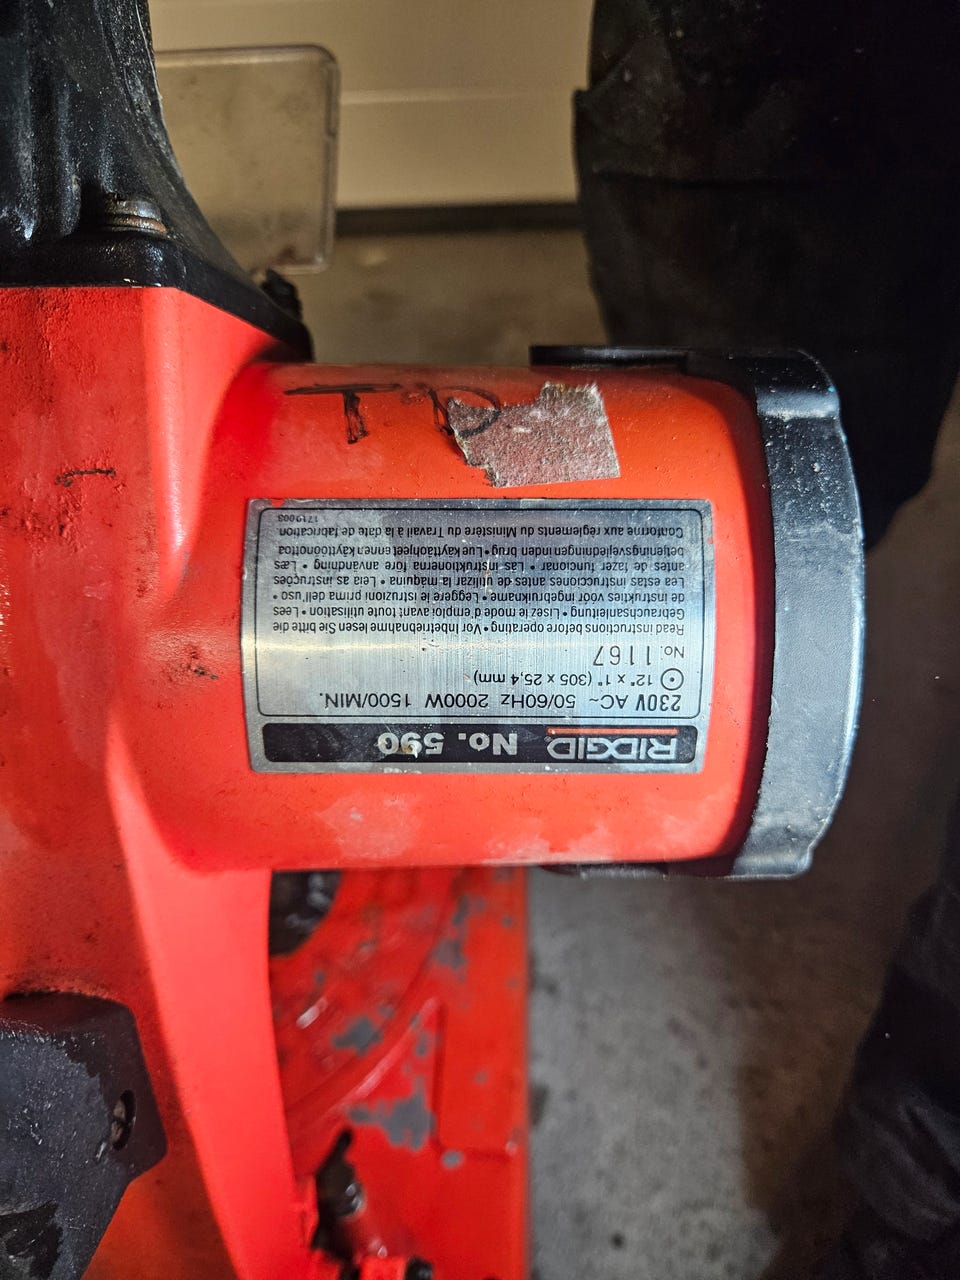 RIDGID No. 590
230V AC~ 50/60Hz 2000W 1500/MIN.
12" x 1" (305 x 25,4 mm)
No. 1167
Read instructions before operating • Vor Inbetriebnahme lesen Sie bitte die
Gebrauchsanleitung • Lisez le mode d'emploi avant toute utilisation • Lees
de instrukties vóór ingebruikname • Leggere le istruzioni prima dell'uso •
Lea estas instrucciones antes de utilizar la máquina • Leia as instruções
antes de fazer funcionar • Läs instruktionerna före användning • Læs
betjeningsvejledningen inden brug • Lue käyttöohjeet ennen käyttöönottoa
Conforme aux règlements du Ministère du Travail à la date de fabrication
1719003
TD